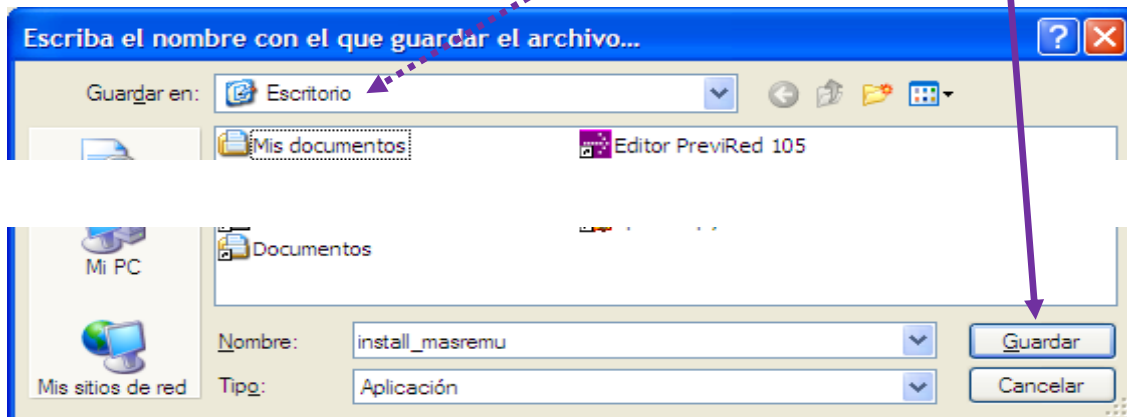 Escriba el nombre con el que guardar el archivo...
Guardar en: Escritorio
Mis documentos Editor PreviRed 105
Documentos
Mi PC
Nombre: install_masremu Guardar
Mis sitios de red Tipo: Aplicación Cancelar